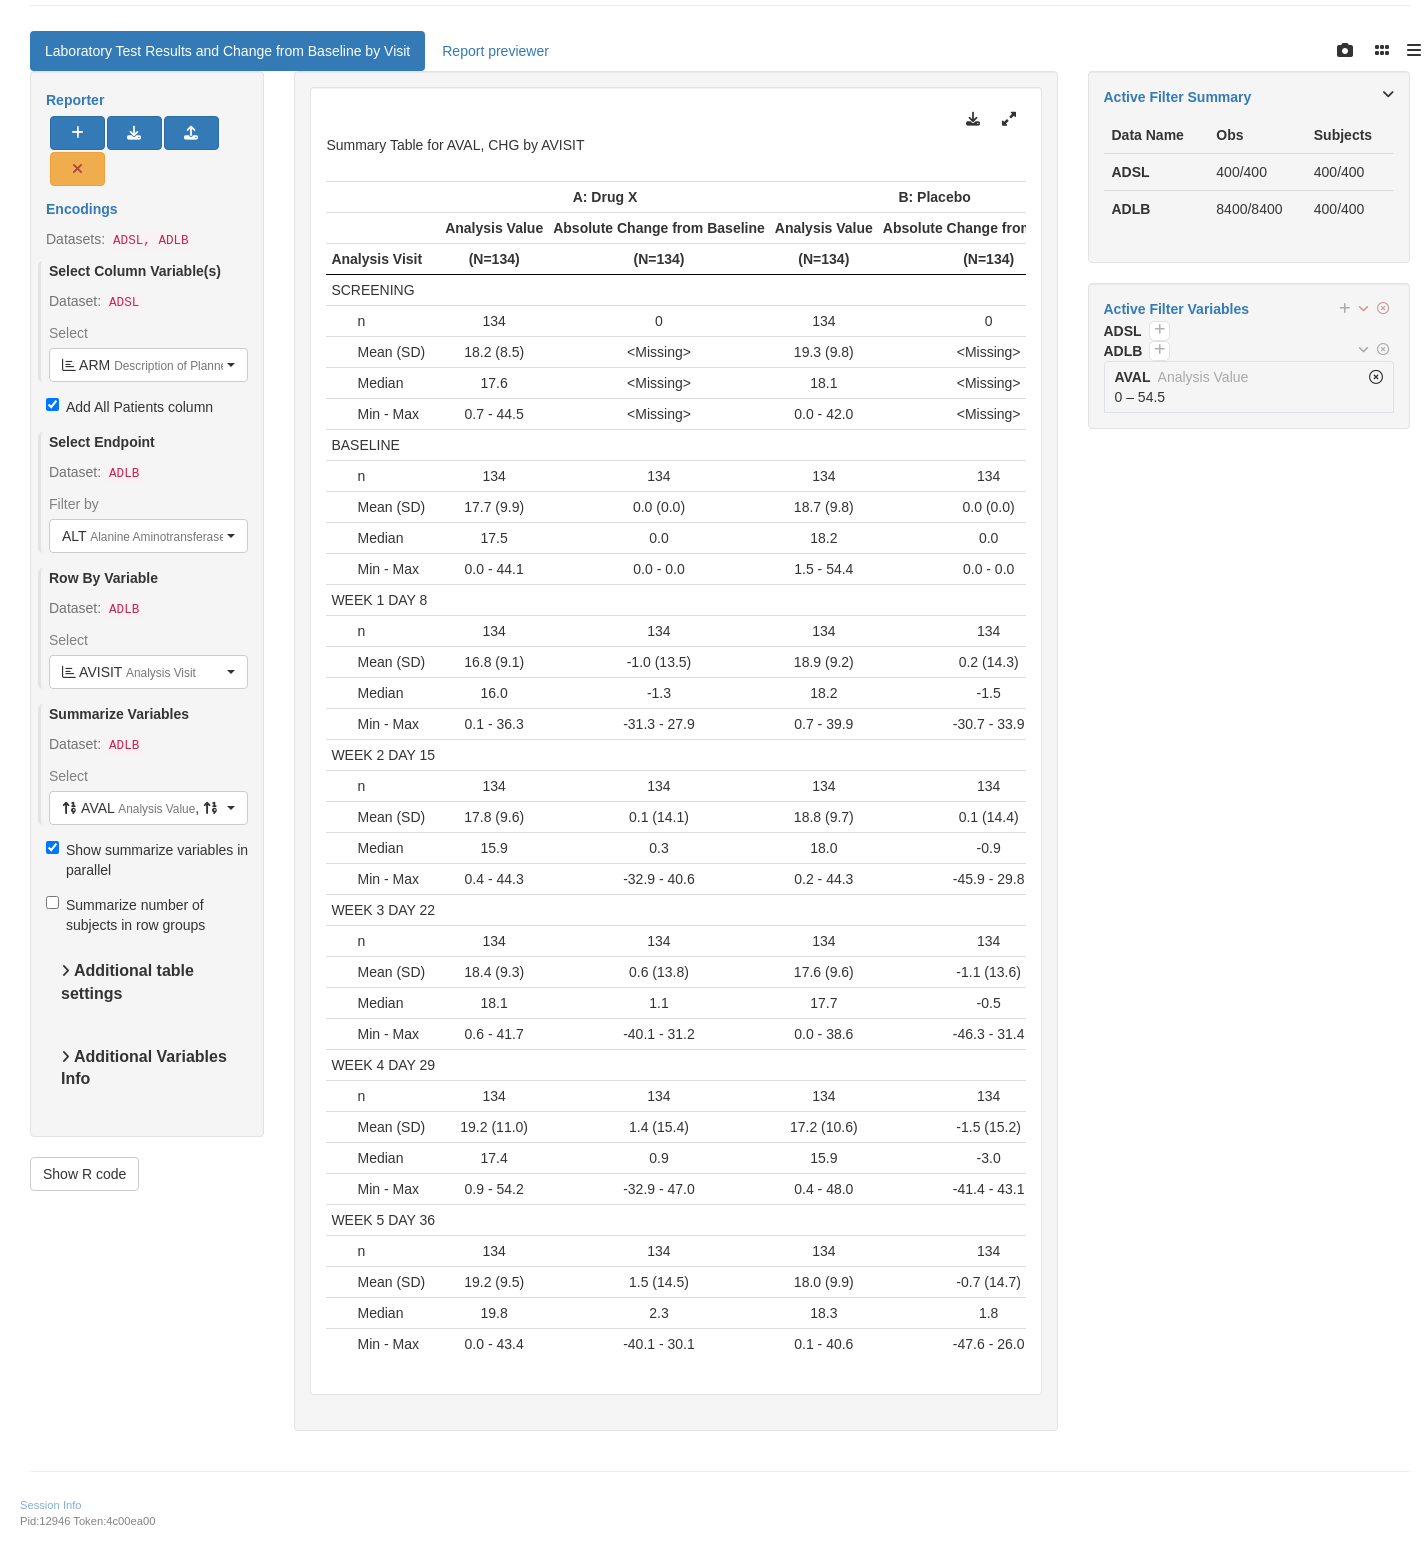 Laboratory Test Results and Change from Baseline by Visit
Report previewer
Reporter
Encodings
Datasets: ADSL, ADLB
Select Column Variable(s)
Dataset: ADSL
Select
ARM Description of Planne
Add All Patients column
Select Endpoint
Dataset: ADLB
Filter by
ALT Alanine Aminotransferase
Row By Variable
Dataset: ADLB
Select
AVISIT Analysis Visit
Summarize Variables
Dataset: ADLB
Select
AVAL Analysis Value,
Show summarize variables in
parallel
Summarize number of
subjects in row groups
Additional table
settings
Additional Variables
Info
Show R code
Summary Table for AVAL, CHG by AVISIT
A: Drug X B: Placebo
Analysis Value Absolute Change from Baseline Analysis Value Absolute Change from
Analysis Visit (N=134) (N=134) (N=134) (N=134)
SCREENING
n 134 0 134 0
Mean (SD) 18.2 (8.5) <Missing> 19.3 (9.8) <Missing>
Median 17.6 <Missing> 18.1 <Missing>
Min - Max 0.7 - 44.5 <Missing> 0.0 - 42.0 <Missing>
BASELINE
n 134 134 134 134
Mean (SD) 17.7 (9.9) 0.0 (0.0) 18.7 (9.8) 0.0 (0.0)
Median 17.5 0.0 18.2 0.0
Min - Max 0.0 - 44.1 0.0 - 0.0 1.5 - 54.4 0.0 - 0.0
WEEK 1 DAY 8
n 134 134 134 134
Mean (SD) 16.8 (9.1) -1.0 (13.5) 18.9 (9.2) 0.2 (14.3)
Median 16.0 -1.3 18.2 -1.5
Min - Max 0.1 - 36.3 -31.3 - 27.9 0.7 - 39.9 -30.7 - 33.9
WEEK 2 DAY 15
n 134 134 134 134
Mean (SD) 17.8 (9.6) 0.1 (14.1) 18.8 (9.7) 0.1 (14.4)
Median 15.9 0.3 18.0 -0.9
Min - Max 0.4 - 44.3 -32.9 - 40.6 0.2 - 44.3 -45.9 - 29.8
WEEK 3 DAY 22
n 134 134 134 134
Mean (SD) 18.4 (9.3) 0.6 (13.8) 17.6 (9.6) -1.1 (13.6)
Median 18.1 1.1 17.7 -0.5
Min - Max 0.6 - 41.7 -40.1 - 31.2 0.0 - 38.6 -46.3 - 31.4
WEEK 4 DAY 29
n 134 134 134 134
Mean (SD) 19.2 (11.0) 1.4 (15.4) 17.2 (10.6) -1.5 (15.2)
Median 17.4 0.9 15.9 -3.0
Min - Max 0.9 - 54.2 -32.9 - 47.0 0.4 - 48.0 -41.4 - 43.1
WEEK 5 DAY 36
n 134 134 134 134
Mean (SD) 19.2 (9.5) 1.5 (14.5) 18.0 (9.9) -0.7 (14.7)
Median 19.8 2.3 18.3 1.8
Min - Max 0.0 - 43.4 -40.1 - 30.1 0.1 - 40.6 -47.6 - 26.0
Active Filter Summary
Data Name Obs Subjects
ADSL 400/400 400/400
ADLB 8400/8400 400/400
Active Filter Variables
ADSL
ADLB
AVAL Analysis Value
0 – 54.5
Session Info
Pid:12946 Token:4c00ea00